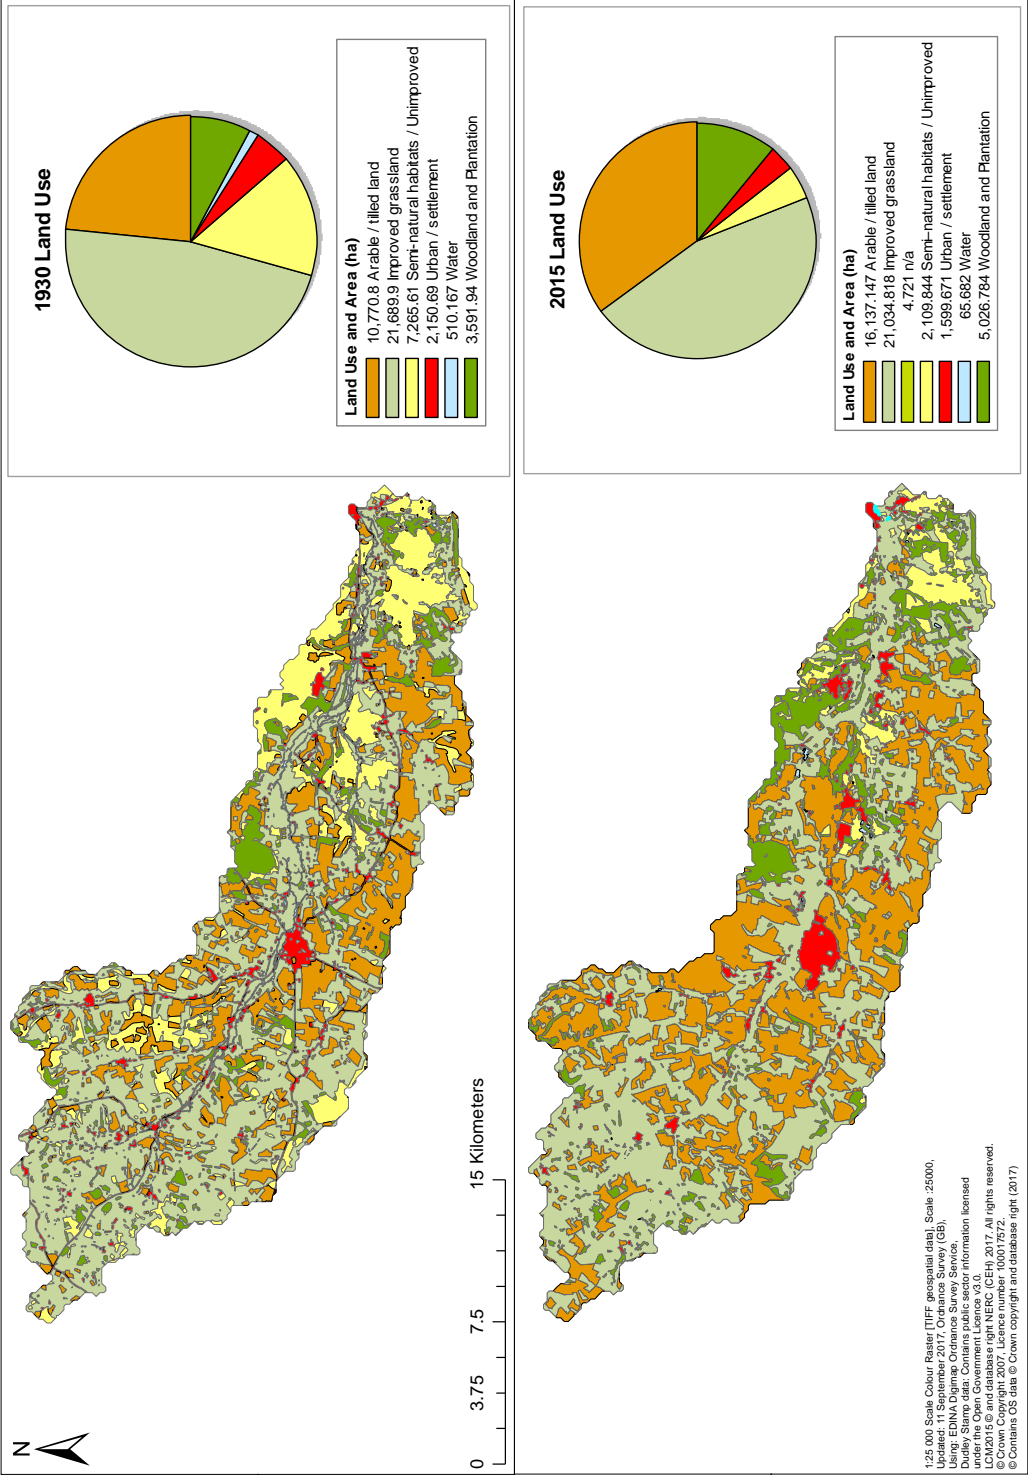 N
0 3.75 7.5 15 Kilometers
1930 Land Use
Land Use and Area (ha)
10,770.8 Arable / tilled land
21,689.9 Improved grassland
7,265.61 Semi-natural habitats / Unimproved
2,150.69 Urban / settlement
510.167 Water
3,591.94 Woodland and Plantation
2015 Land Use
Land Use and Area (ha)
16,137.147 Arable / tilled land
21,034.818 Improved grassland
4.721 n/a
2,109.844 Semi-natural habitats / Unimproved
1,599.671 Urban / settlement
65.682 Water
5,026.784 Woodland and Plantation
1:25 000 Scale Colour Raster [TIFF geospatial data], Scale :25000,
Updated: 11 September 2017, Ordnance Survey (GB),
Using: EDINA Digimap Ordnance Survey Service,
Dudley Stamp data: Contains public sector information licensed
under the Open Government Licence v3.0.
LCM2015 © and database right NERC (CEH) 2017. All rights reserved.
© Crown Copyright 2007, Licence number 100017572.
© Contains OS data © Crown copyright and database right (2017)